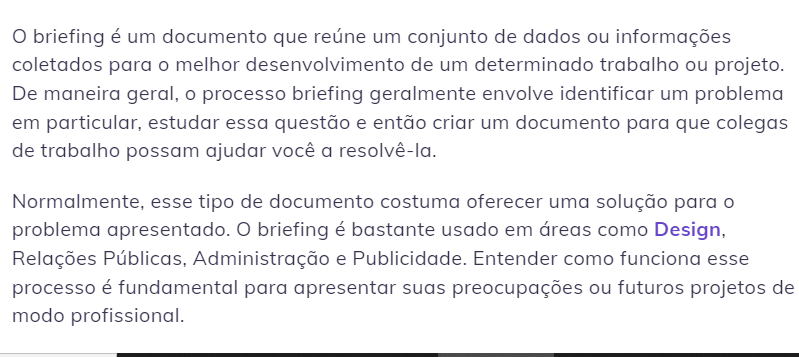 O briefing é um documento que reúne um conjunto de dados ou informações
coletados para o melhor desenvolvimento de um determinado trabalho ou projeto.
De maneira geral, o processo briefing geralmente envolve identificar um problema
em particular, estudar essa questão e então criar um documento para que colegas
de trabalho possam ajudar você a resolvê-la.
Normalmente, esse tipo de documento costuma oferecer uma solução para o
problema apresentado. O briefing é bastante usado em áreas como Design,
Relações Públicas, Administração e Publicidade. Entender como funciona esse
processo é fundamental para apresentar suas preocupações ou futuros projetos de
modo profissional.